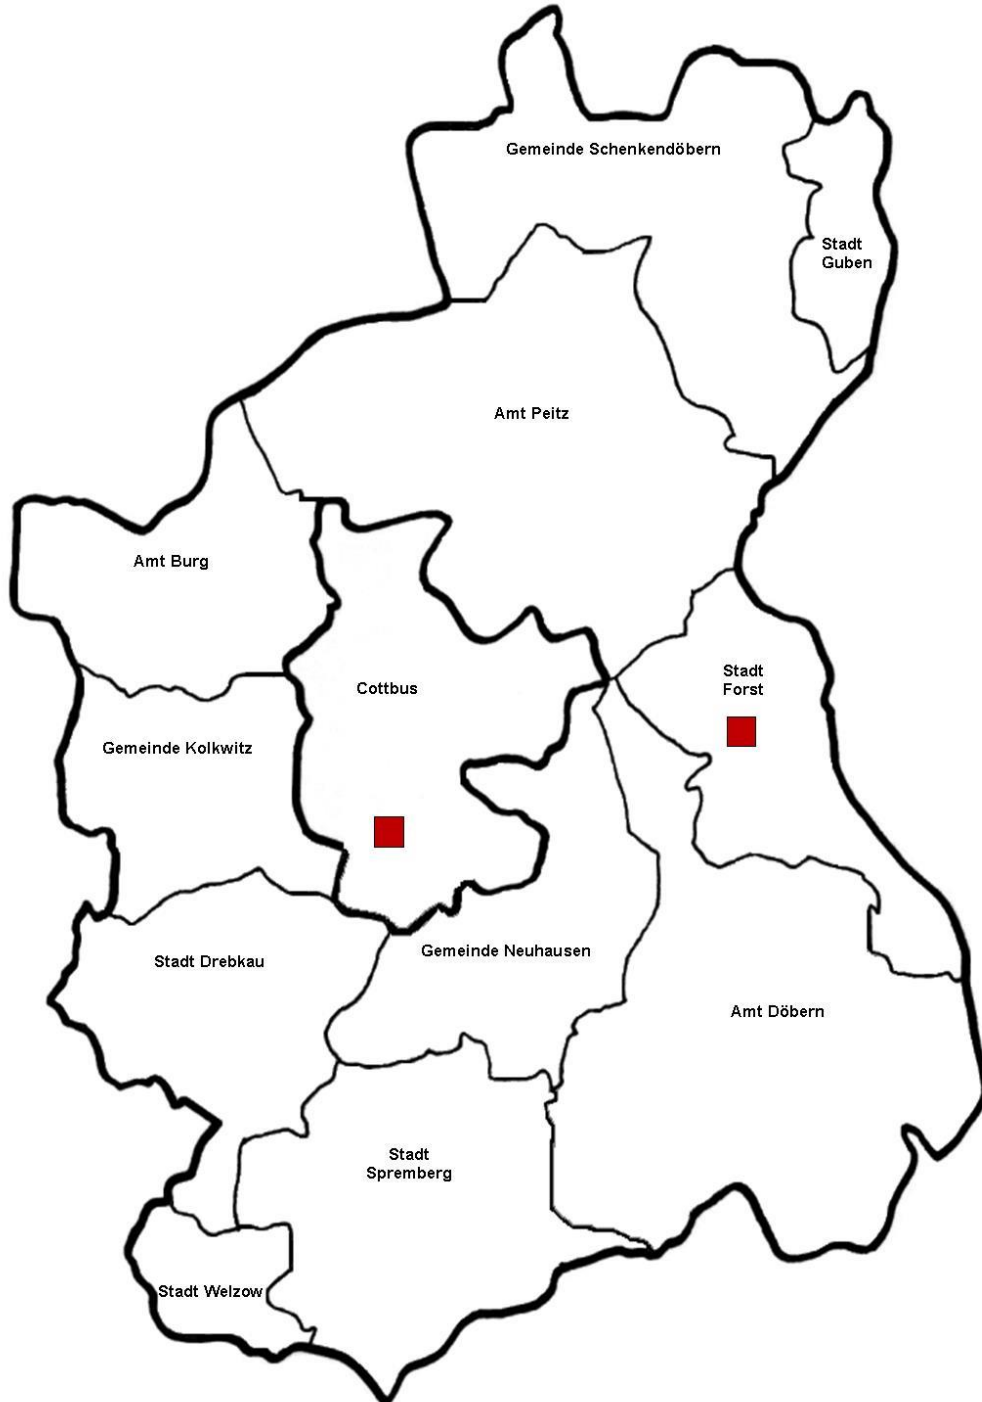 Gemeinde Schenkendöbern
Stadt
Guben
Amt Peitz
Amt Burg
Stadt
Forst
Cottbus
Gemeinde Kolkwitz
Gemeinde Neuhausen
Stadt Drebkau
Amt Döbern
Stadt
Spremberg
Stadt Welzow